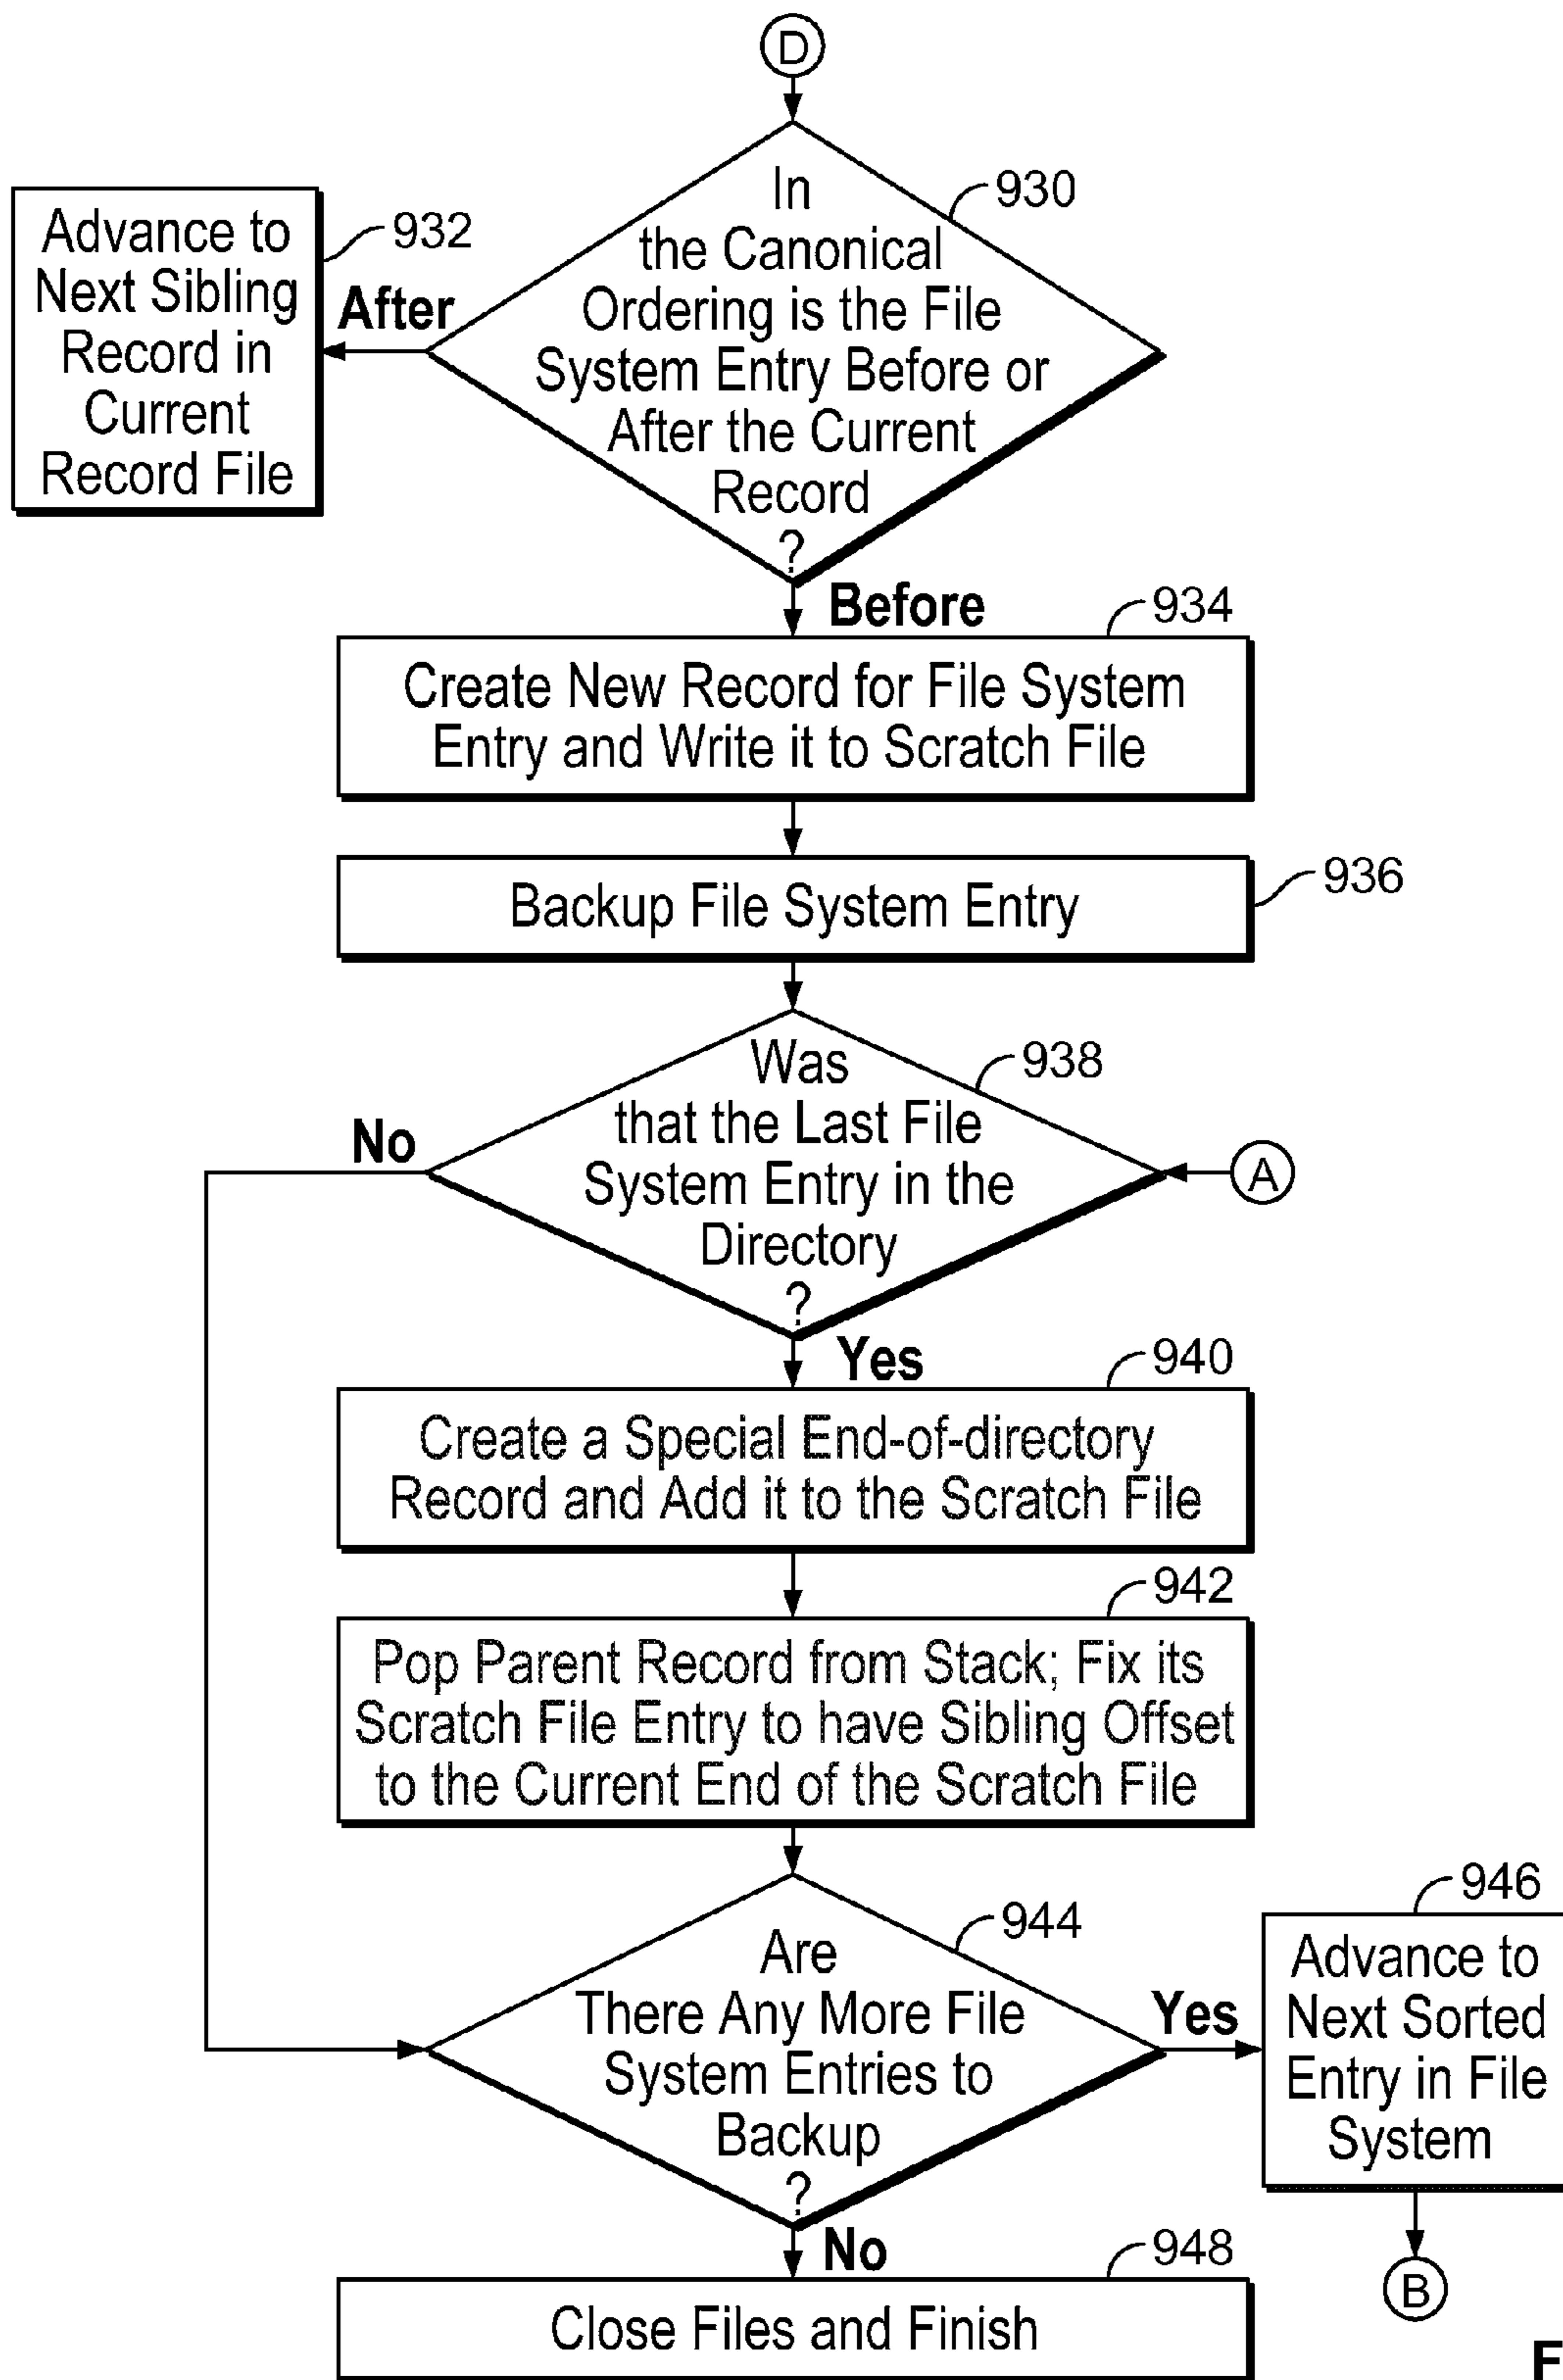 D
In
the Canonical
Ordering is the File
System Entry Before or
After the Current
Record
?
930
After
Advance to
Next Sibling
Record in
Current
Record File
932
Before
934
Create New Record for File System
Entry and Write it to Scratch File
Backup File System Entry
936
Was
that the Last File
System Entry in the
Directory
?
938
A
No
Yes
940
Create a Special End-of-directory
Record and Add it to the Scratch File
942
Pop Parent Record from Stack; Fix its
Scratch File Entry to have Sibling Offset
to the Current End of the Scratch File
Are
There Any More File
System Entries to
Backup
?
944
Yes
946
Advance to
Next Sorted
Entry in File
System
B
No
948
Close Files and Finish
F